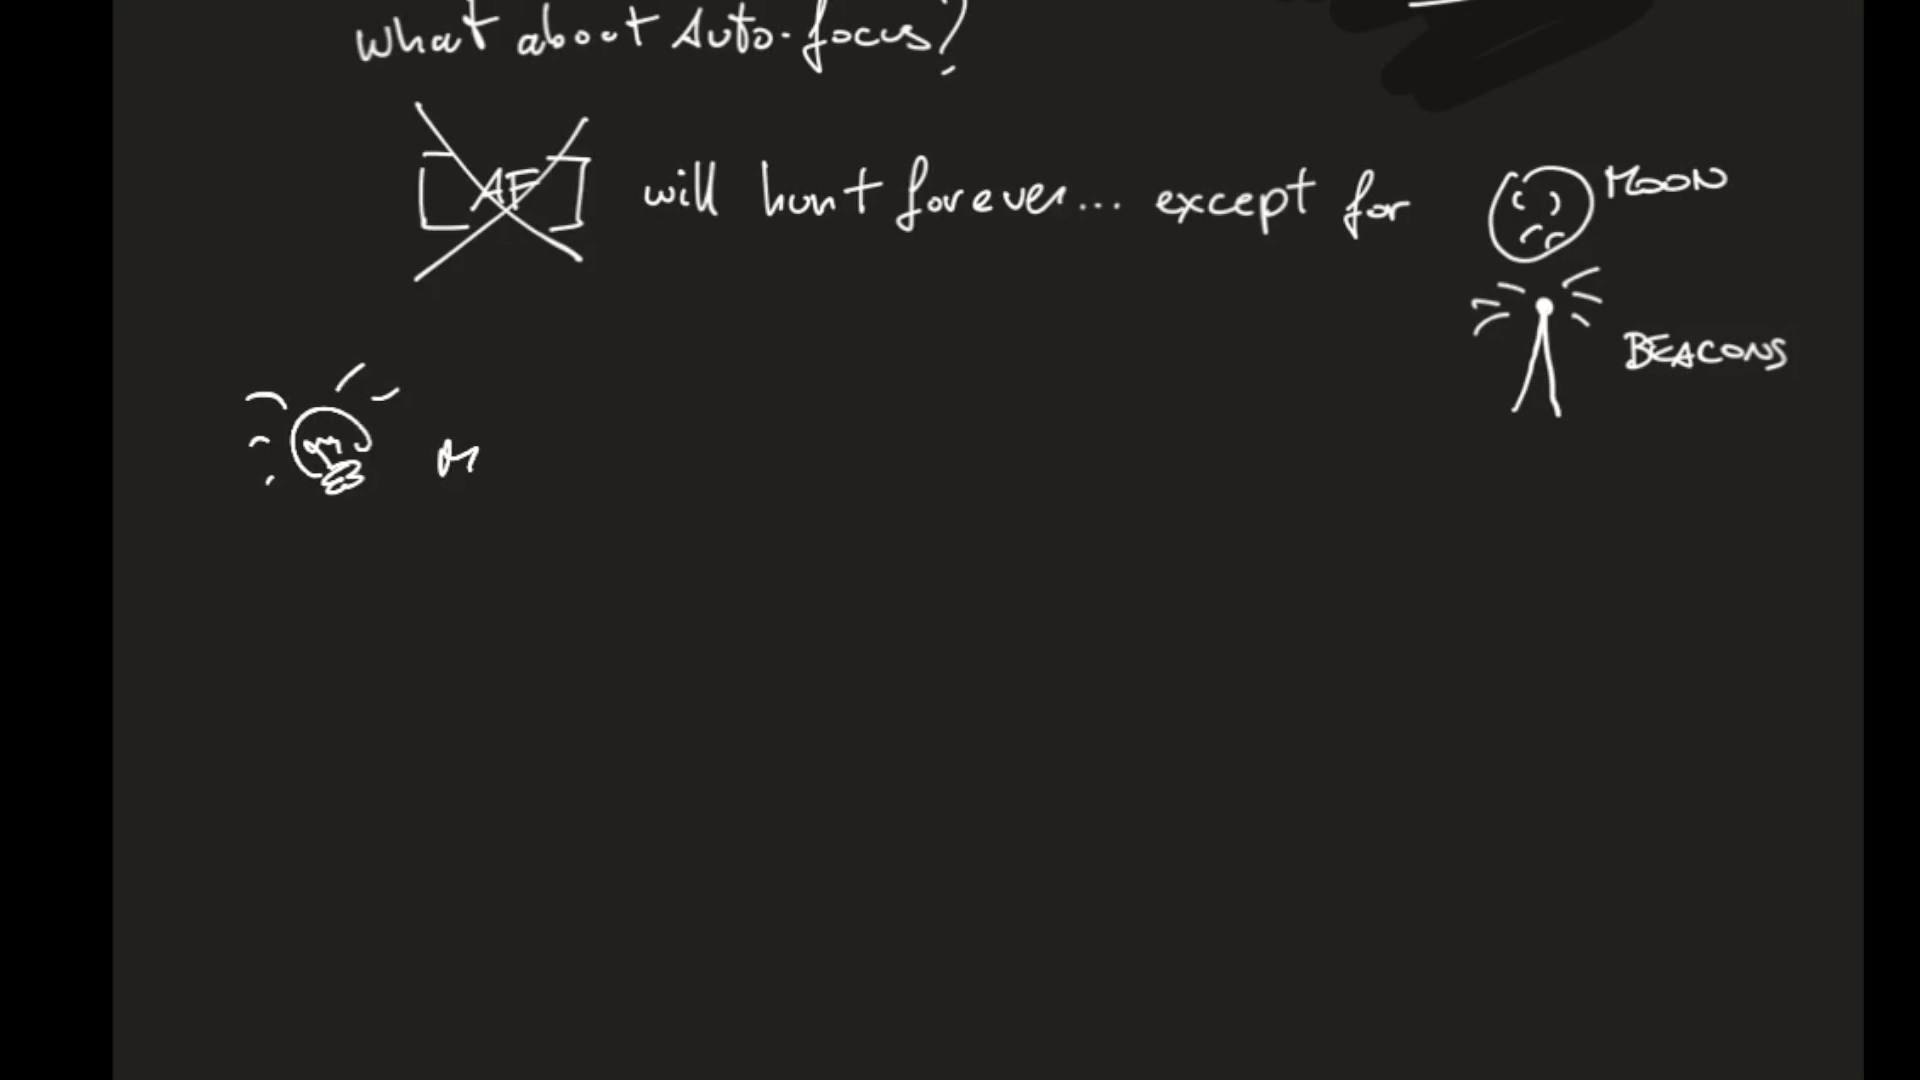 What about Auto-focus?
[AF] will hunt forever... except for MOON
BEACONS